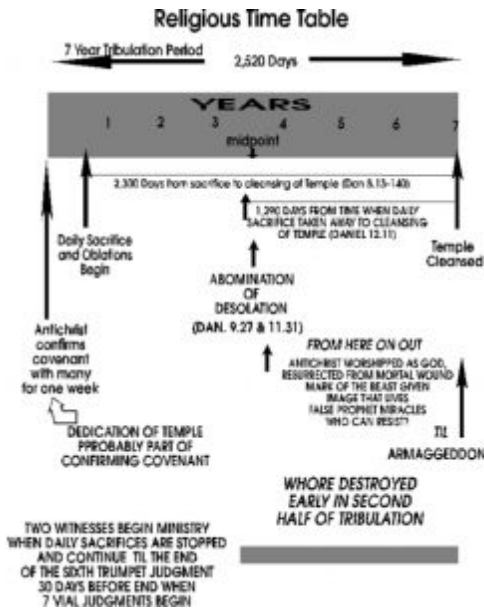 Religious Time Table
7 Year Tribulation Period
2,520 Days
YEARS
1 2 3 4 5 6 7
midpoint
2,300 Days from sacrifice to cleansing of Temple (Dan 8.13-140)
1,290 DAYS FROM TIME WHEN DAILY
SACRIFICE TAKEN AWAY TO CLEANSING
OF TEMPLE (DANIEL 12.11)
Daily Sacrifice
and Oblations
Begin
Temple
Cleansed
ABOMINATION
OF
DESOLATION
(DAN. 9.27 & 11.31)
Antichrist
confirms
covenant
with many
for one week
FROM HERE ON OUT
ANTICHRIST WORSHIPPED AS GOD,
RESURRECTED FROM MORTAL WOUND
MARK OF THE BEAST GIVEN
IMAGE THAT LIVES
FALSE PROPHET MIRACLES
WHO CAN RESIST?
TIL
ARMAGGEDDON
DEDICATION OF TEMPLE
PPROBABLY PART OF
CONFIRMING COVENANT
WHORE DESTROYED
EARLY IN SECOND
HALF OF TRIBULATION
TWO WITNESSES BEGIN MINISTRY
WHEN DAILY SACRIFICES ARE STOPPED
AND CONTINUE TIL THE END
OF THE SIXTH TRUMPET JUDGMENT
30 DAYS BEFORE END WHEN
7 VIAL JUDGMENTS BEGIN